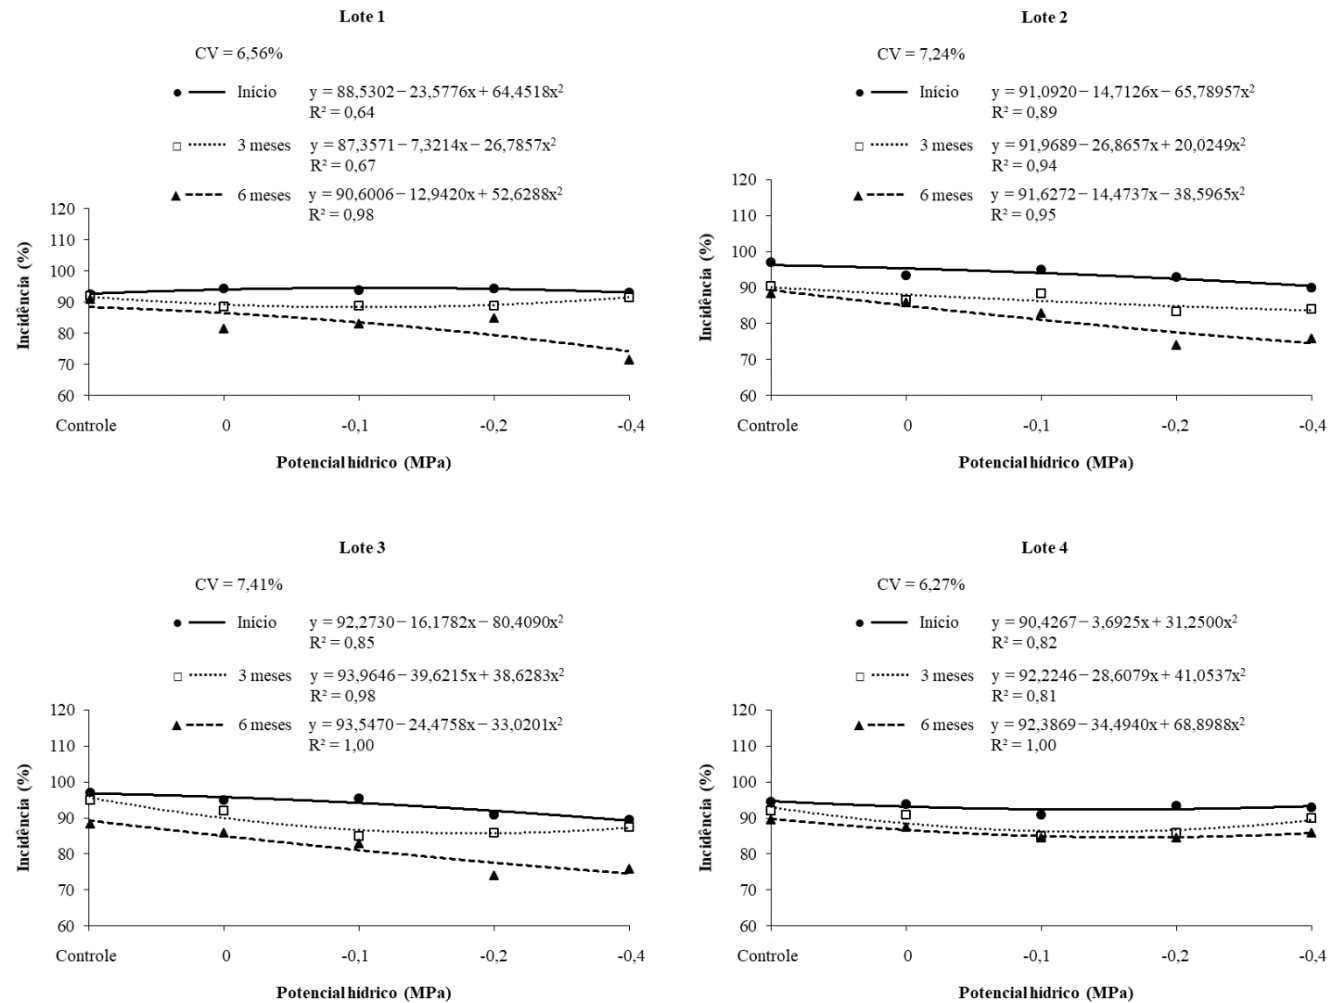 Lote 1
CV = 6,56%
Início y = 88,5302 − 23,5776x + 64,4518x²
R² = 0,64
3 meses y = 87,3571 − 7,3214x − 26,7857x²
R² = 0,67
6 meses y = 90,6006 − 12,9420x + 52,6288x²
R² = 0,98
Incidência (%)
120
110
100
90
80
70
60
Controle 0 -0,1 -0,2 -0,4
Potencial hídrico (MPa)
Lote 2
CV = 7,24%
Início y = 91,0920 − 14,7126x − 65,78957x²
R² = 0,89
3 meses y = 91,9689 − 26,8657x + 20,0249x²
R² = 0,94
6 meses y = 91,6272 − 14,4737x − 38,5965x²
R² = 0,95
Incidência (%)
120
110
100
90
80
70
60
Controle 0 -0,1 -0,2 -0,4
Potencial hídrico (MPa)
Lote 3
CV = 7,41%
Início y = 92,2730 − 16,1782x − 80,4090x²
R² = 0,85
3 meses y = 93,9646 − 39,6215x + 38,6283x²
R² = 0,98
6 meses y = 93,5470 − 24,4758x − 33,0201x²
R² = 1,00
Incidência (%)
120
110
100
90
80
70
60
Controle 0 -0,1 -0,2 -0,4
Potencial hídrico (MPa)
Lote 4
CV = 6,27%
Início y = 90,4267 − 3,6925x + 31,2500x²
R² = 0,82
3 meses y = 92,2246 − 28,6079x + 41,0537x²
R² = 0,81
6 meses y = 92,3869 − 34,4940x + 68,8988x²
R² = 1,00
Incidência (%)
120
110
100
90
80
70
60
Controle 0 -0,1 -0,2 -0,4
Potencial hídrico (MPa)